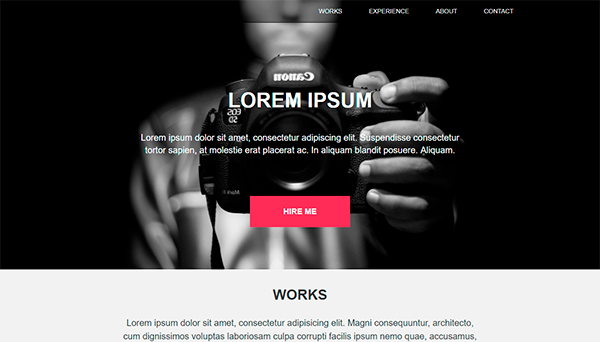 WORKS EXPERIENCE ABOUT CONTACT
Canon
LOREM IPSUM
Lorem ipsum dolor sit amet, consectetur adipiscing elit. Suspendisse consectetur
tortor sapien, at molestie erat placerat ac. In aliquam blandit posuere. Aliquam.
HIRE ME
WORKS
Lorem ipsum dolor sit amet, consectetur adipiscing elit. Magni consequuntur, architecto,
cum dignissimos voluptas laboriosam culpa corrupti facilis ipsum nemo quae, accusamus,